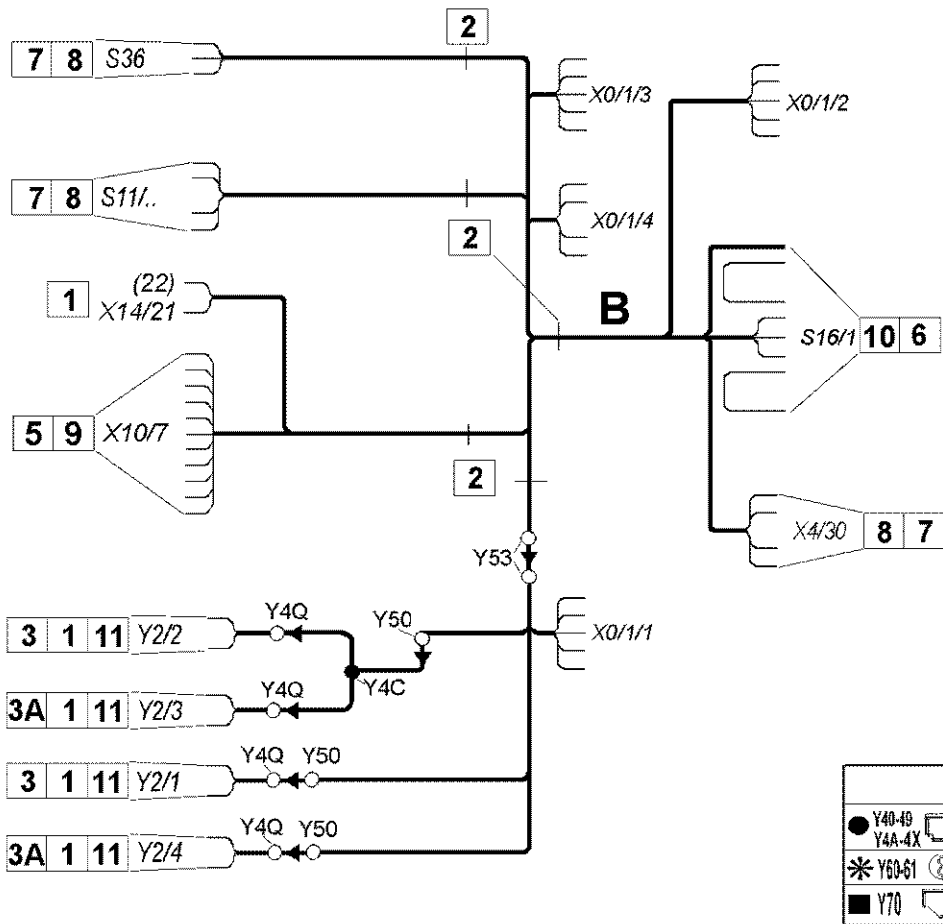 2
7 8 S36
X0/1/3
X0/1/2
7 8 S11/..
2
X0/1/4
1 (22)
X14/21
B
S16/1 10 6
5 9 X10/7
2
X4/30 8 7
Y53
3 1 11 Y2/2
Y4Q
Y50
X0/1/1
Y4C
3A 1 11 Y2/3
Y4Q
3 1 11 Y2/1
Y4Q Y50
3A 1 11 Y2/4
Y4Q Y50
Y40-49
Y4A-4X
Y60-61
Y70